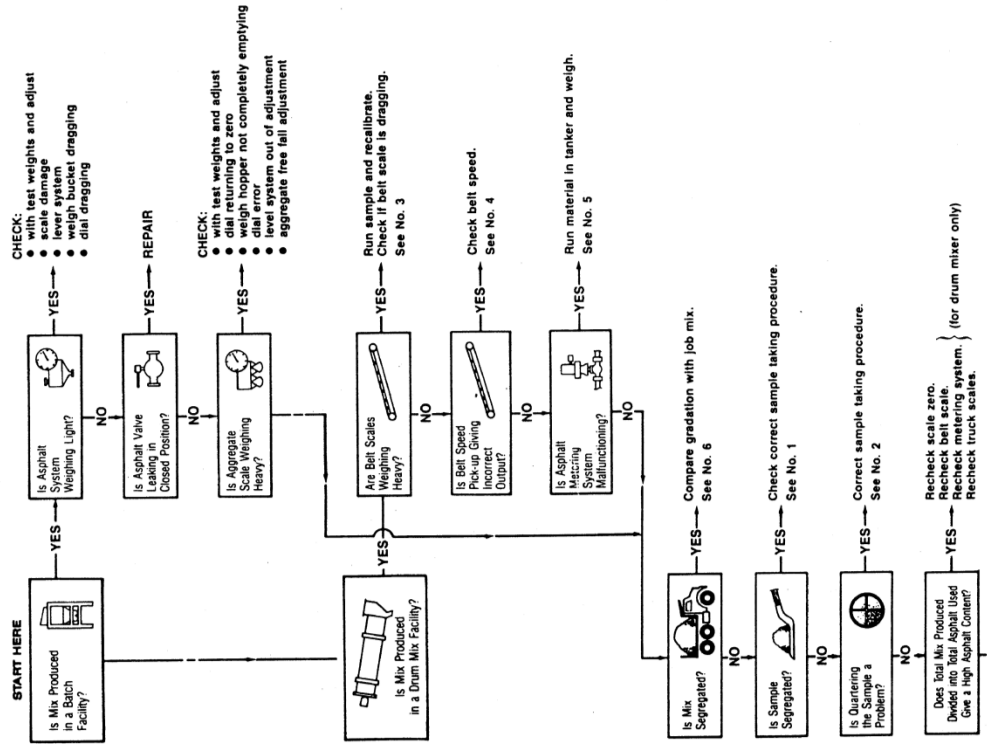 START HERE
Is Mix Produced
in a Batch
Facility?
YES
Is Asphalt
System
Weighing Light?
YES
CHECK:
● with test weights and adjust
● scale damage
● lever system
● weigh bucket dragging
● dial dragging
NO
Is Asphalt Valve
Leaking in
Closed Position?
YES
REPAIR
NO
Is Aggregate
Scale Weighing
Heavy?
YES
CHECK:
● with test weights and adjust
● dial returning to zero
● weigh hopper not completely emptying
● dial error
● level system out of adjustment
● aggregate free fall adjustment
Is Mix Produced
in a Drum Mix Facility?
YES
Are Belt Scales
Weighing
Heavy?
YES
Run sample and recalibrate.
Check if belt scale is dragging.
See No. 3
NO
Is Belt Speed
Pick-up Giving
Incorrect
Output?
YES
Check belt speed.
See No. 4
NO
Is Asphalt
Metering
System
Malfunctioning?
YES
Run material in tanker and weigh.
See No. 5
NO
Is Mix
Segregated?
YES
Compare gradation with job mix.
See No. 6
NO
Is Sample
Segregated?
YES
Check correct sample taking procedure.
See No. 1
NO
Is Quartering
the Sample a
Problem?
YES
Correct sample taking procedure.
See No. 2
NO
Does Total Mix Produced
Divided into Total Asphalt Used
Give a High Asphalt Content?
YES
Recheck scale zero.
Recheck belt scale.
Recheck metering system. } (for drum mixer only)
Recheck truck scales.